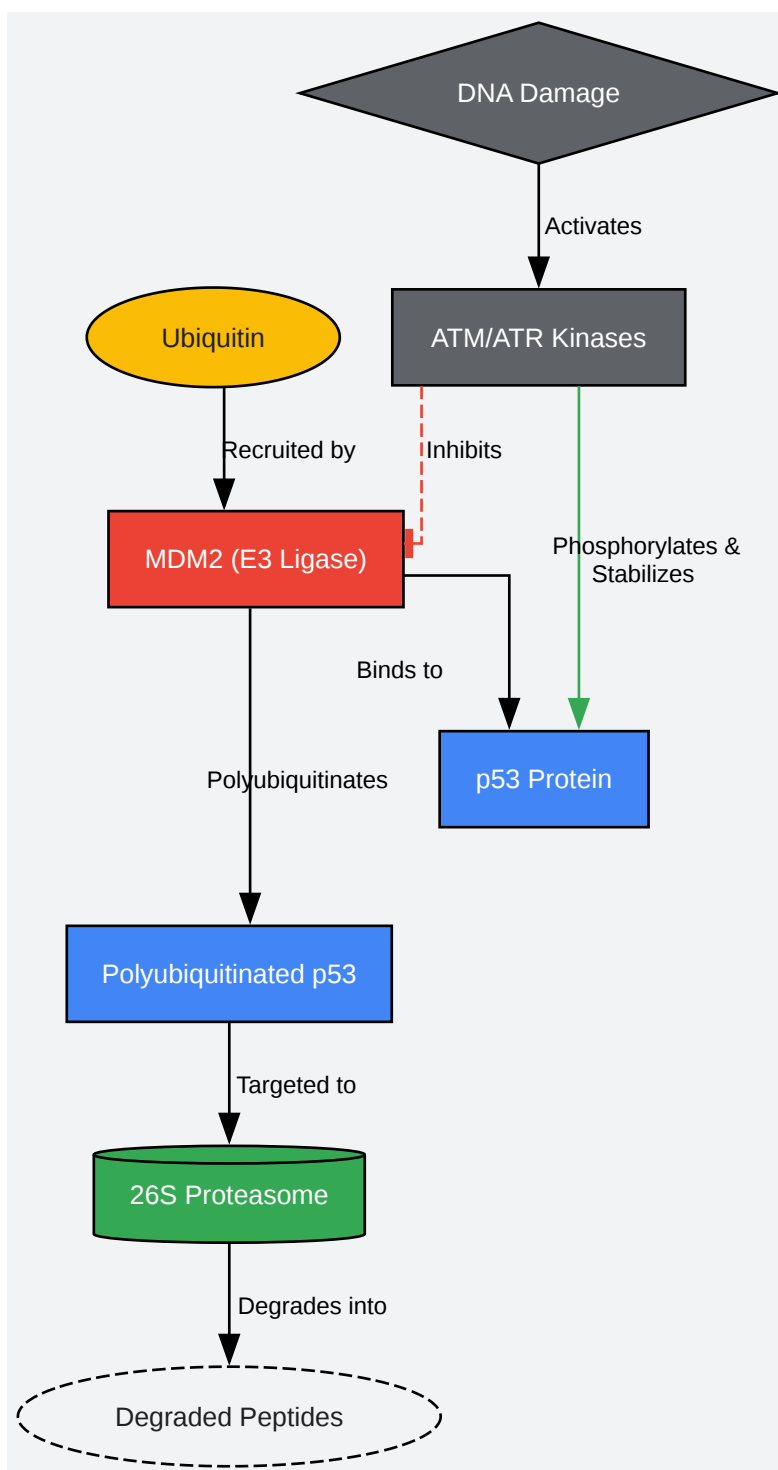 DNA Damage
Activates
Ubiquitin
ATM/ATR Kinases
Recruited by
Inhibits
MDM2 (E3 Ligase)
Phosphorylates &
Stabilizes
Binds to
Polyubiquitinates
p53 Protein
Polyubiquitinated p53
Targeted to
26S Proteasome
Degrades into
Degraded Peptides